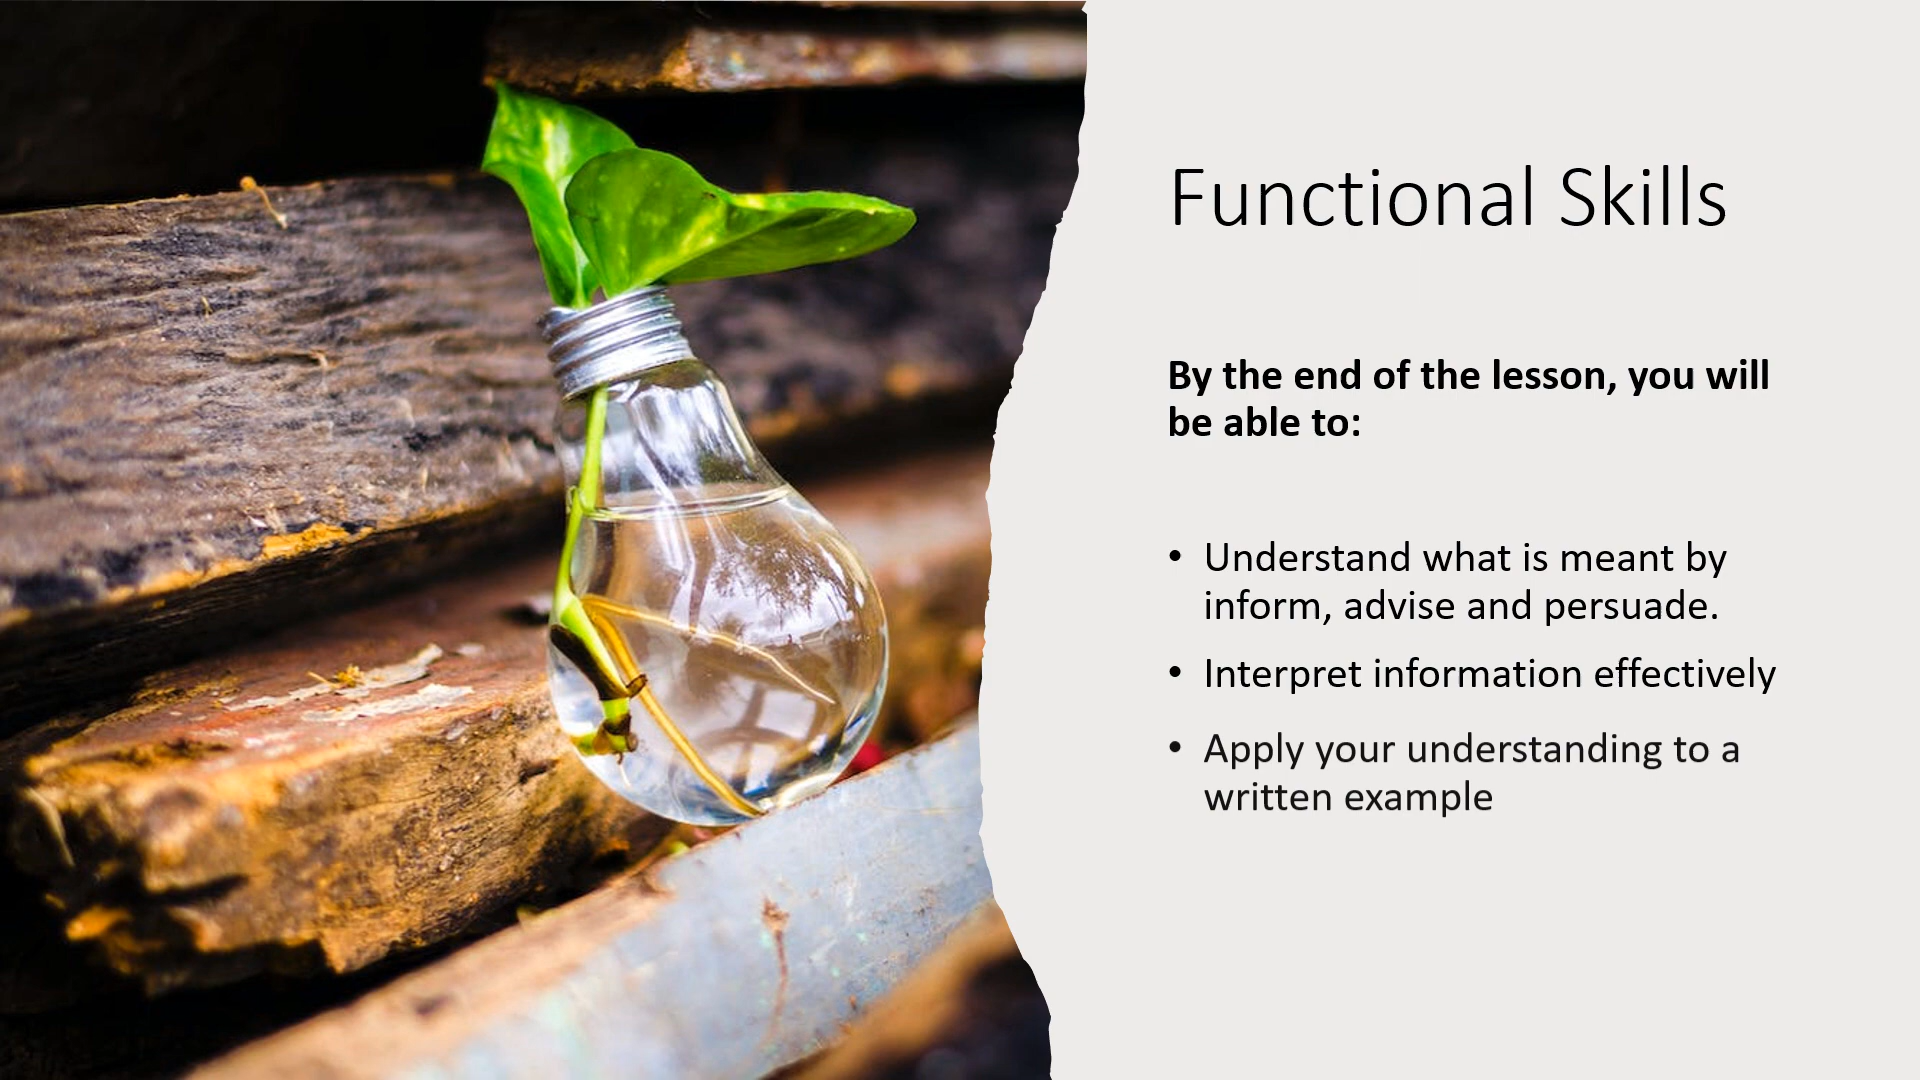 Functional Skills
By the end of the lesson, you will
be able to:
• Understand what is meant by
inform, advise and persuade.
• Interpret information effectively
• Apply your understanding to a
written example